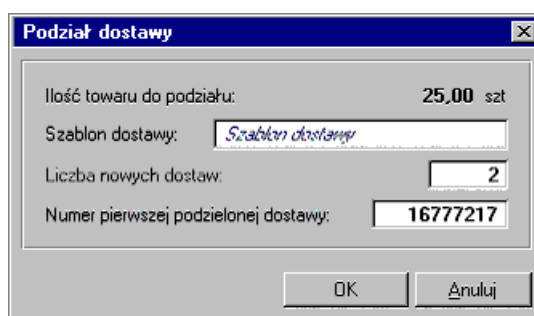 Podział dostawy
Ilość towaru do podziału: 25,00 szt
Szablon dostawy: Szablon dostawy
Liczba nowych dostaw: 2
Numer pierwszej podzielonej dostawy: 16777217
OK Anuluj